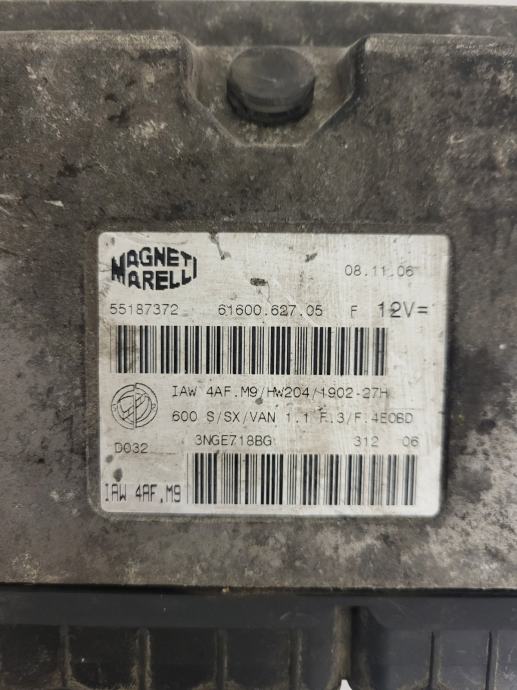 MAGNETI
MARELLI
08.11.06
55187372 61600.627.05 F 12V=
IAW 4AF.M9/HW204/1902-27H
600 S/SX/VAN 1.1 F.3/F.4EOBD
D032 3NGE718BG 312 06
IAW 4AF.M9